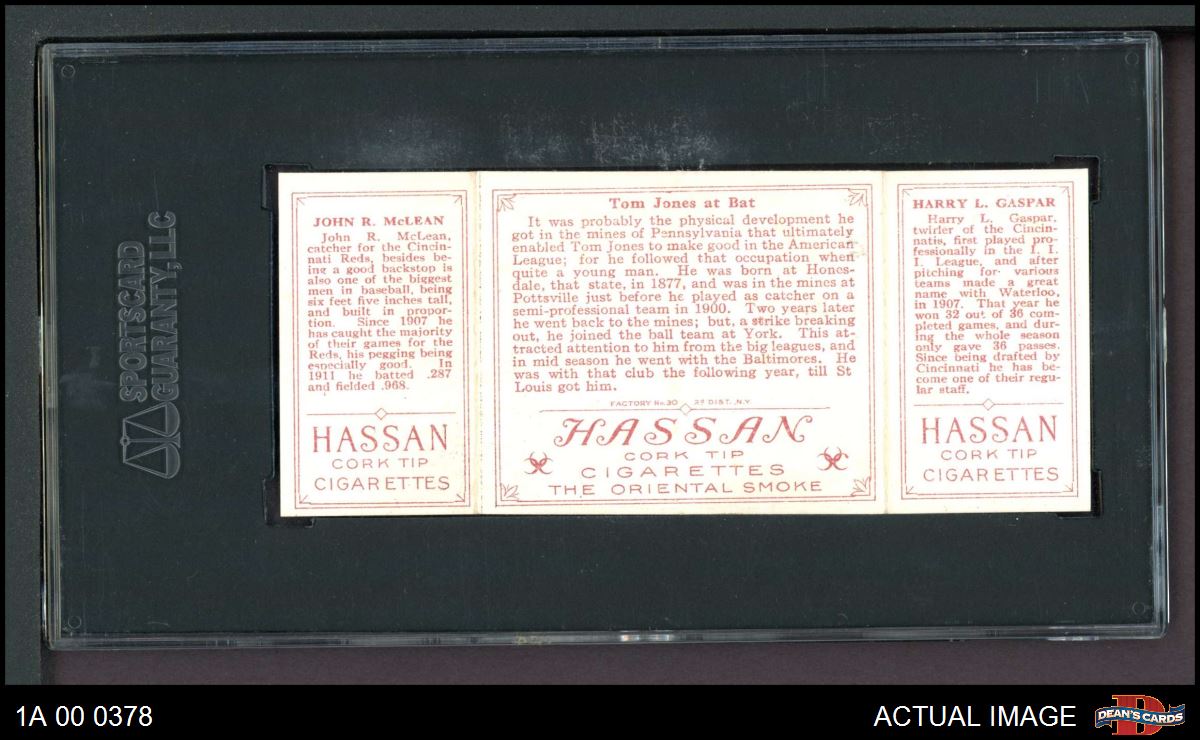 SPORTSCARD
GUARANTY, LLC
JOHN R. McLEAN
John R. McLean,
catcher for the Cincin-
nati Reds, besides be-
ing a good backstop is
also one of the biggest
men in baseball, being
six feet five inches tall,
and built in propor-
tion. Since 1907 he
has caught the majority
of their games for the
Reds, his pegging being
especially good. In
1911 he batted .287
and fielded .968.
HASSAN
CORK TIP
CIGARETTES
Tom Jones at Bat
It was probably the physical development he
got in the mines of Pennsylvania that ultimately
enabled Tom Jones to make good in the American
League; for he followed that occupation when
quite a young man. He was born at Hones-
dale, that state, in 1877, and was in the mines at
Pottsville just before he played as catcher on a
semi-professional team in 1900. Two years later
he went back to the mines; but, a strike breaking
out, he joined the ball team at York. This at-
tracted attention to him from the big leagues, and
in mid season he went with the Baltimores. He
was with that club the following year, till St
Louis got him.
FACTORY No.30 2d DIST. N.Y.
HASSAN
CORK TIP
CIGARETTES
THE ORIENTAL SMOKE
HARRY L. GASPAR
Harry L. Gaspar,
twirler of the Cincin-
natis, first played pro-
fessionally in the I. I.
I. League, and after
pitching for various
teams made a great
name with Waterloo,
in 1907. That year he
won 32 out of 36 com-
pleted games, and dur-
ing the whole season
only gave 36 passes.
Since being drafted by
Cincinnati he has be-
come one of their regu-
lar staff.
HASSAN
CORK TIP
CIGARETTES
1A 00 0378
ACTUAL IMAGE
DEAN'S CARDS